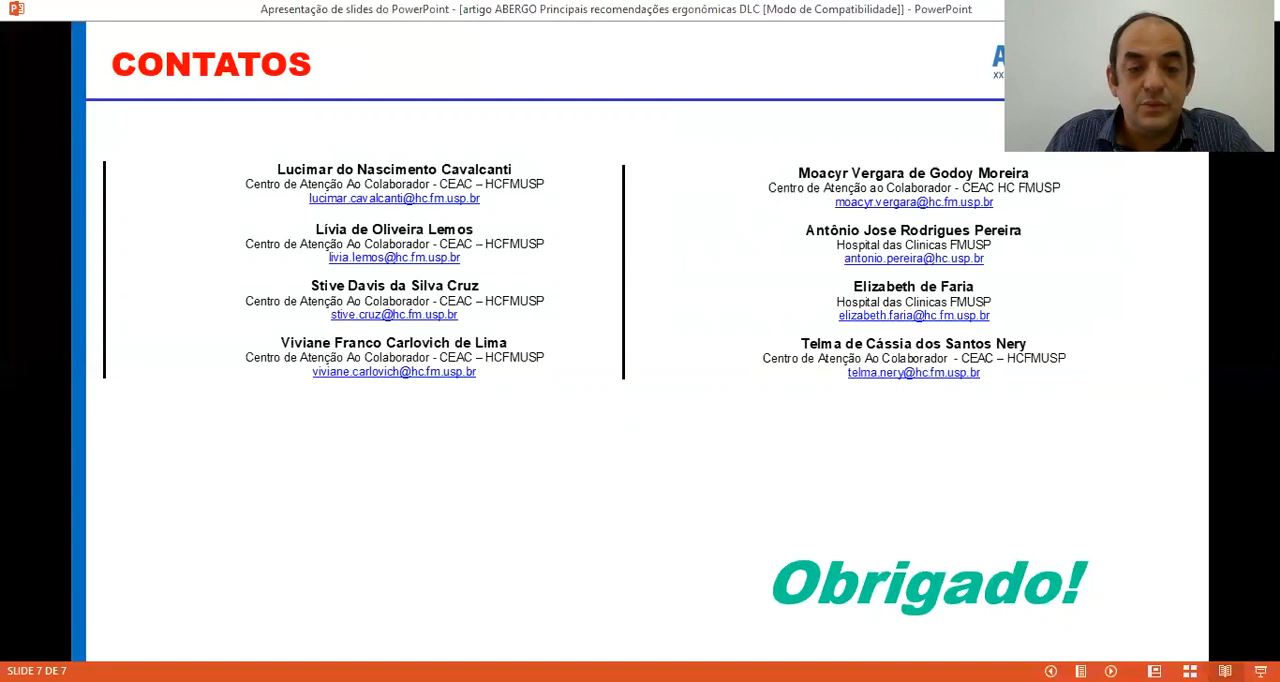 Apresentação de slides do PowerPoint - [artigo ABERGO Principais recomendações ergonómicas DLC [Modo de Compatibilidade]] - PowerPoint
CONTATOS
Lucimar do Nascimento Cavalcanti
Centro de Atenção Ao Colaborador - CEAC – HCFMUSP
lucimar.cavalcanti@hc.fm.usp.br
Lívia de Oliveira Lemos
Centro de Atenção Ao Colaborador - CEAC – HCFMUSP
livia.lemos@hc.fm.usp.br
Stive Davis da Silva Cruz
Centro de Atenção Ao Colaborador - CEAC – HCFMUSP
stive.cruz@hc.fm.usp.br
Viviane Franco Carlovich de Lima
Centro de Atenção Ao Colaborador - CEAC – HCFMUSP
viviane.carlovich@hc.fm.usp.br
Moacyr Vergara de Godoy Moreira
Centro de Atenção ao Colaborador - CEAC HC FMUSP
moacyr.vergara@hc.fm.usp.br
Antônio Jose Rodrigues Pereira
Hospital das Clinicas FMUSP
antonio.pereira@hc.usp.br
Elizabeth de Faria
Hospital das Clinicas FMUSP
elizabeth.faria@hc.fm.usp.br
Telma de Cássia dos Santos Nery
Centro de Atenção Ao Colaborador - CEAC – HCFMUSP
telma.nery@hc.fm.usp.br
Obrigado!
SLIDE 7 DE 7